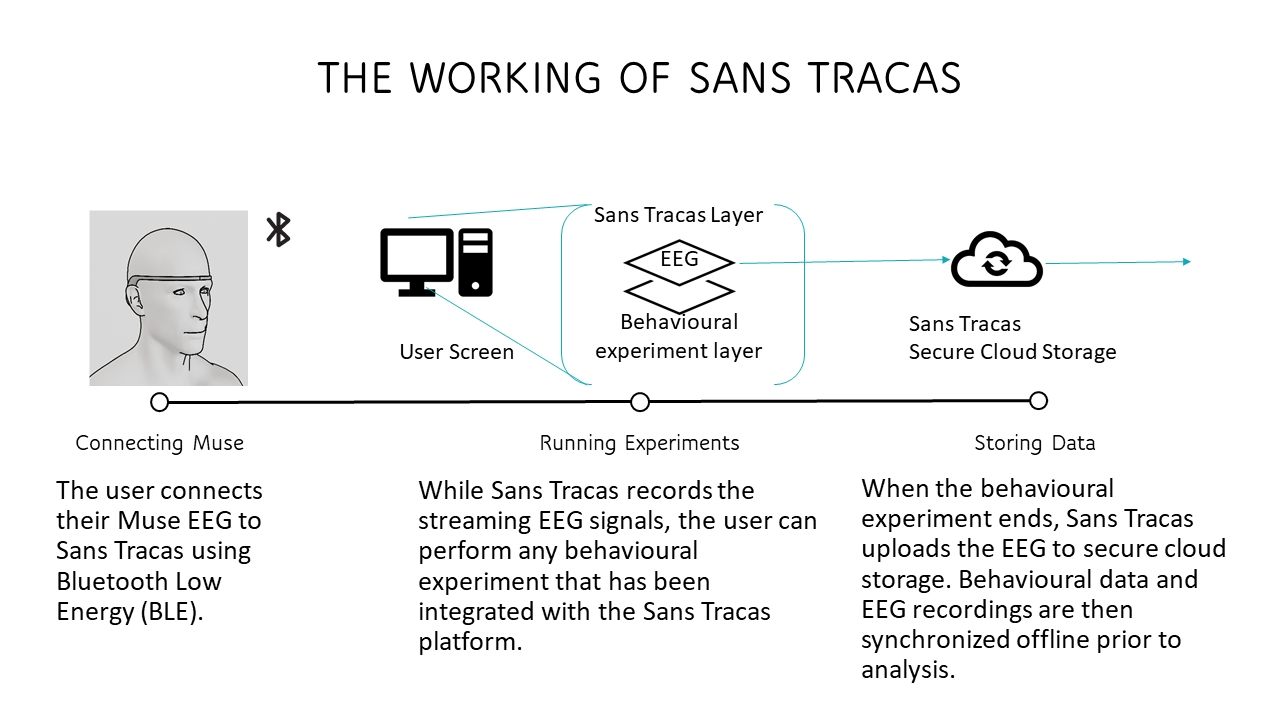 THE WORKING OF SANS TRACAS
Sans Tracas Layer
EEG
Behavioural
experiment layer
User Screen
Sans Tracas
Secure Cloud Storage
Connecting Muse
The user connects
their Muse EEG to
Sans Tracas using
Bluetooth Low
Energy (BLE).
Running Experiments
While Sans Tracas records the
streaming EEG signals, the user can
perform any behavioural
experiment that has been
integrated with the Sans Tracas
platform.
Storing Data
When the behavioural
experiment ends, Sans Tracas
uploads the EEG to secure cloud
storage. Behavioural data and
EEG recordings are then
synchronized offline prior to
analysis.